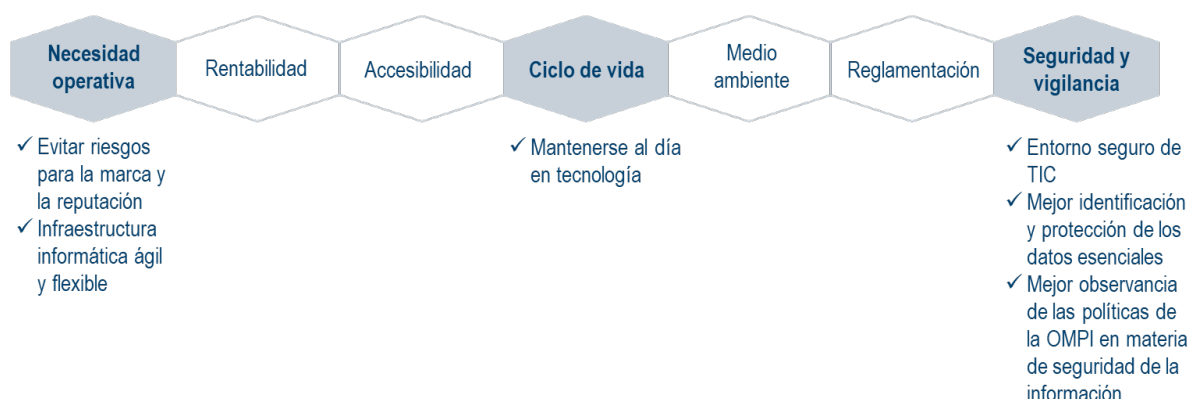 Necesidad
operativa
Rentabilidad
Accesibilidad
Ciclo de vida
Medio
ambiente
Reglamentación
Seguridad y
vigilancia
✓ Evitar riesgos
para la marca y
la reputación
✓ Infraestructura
informática ágil
y flexible
✓ Mantenerse al día
en tecnología
✓ Entorno seguro de
TIC
✓ Mejor identificación
y protección de los
datos esenciales
✓ Mejor observancia
de las políticas de
la OMPI en materia
de seguridad de la
información